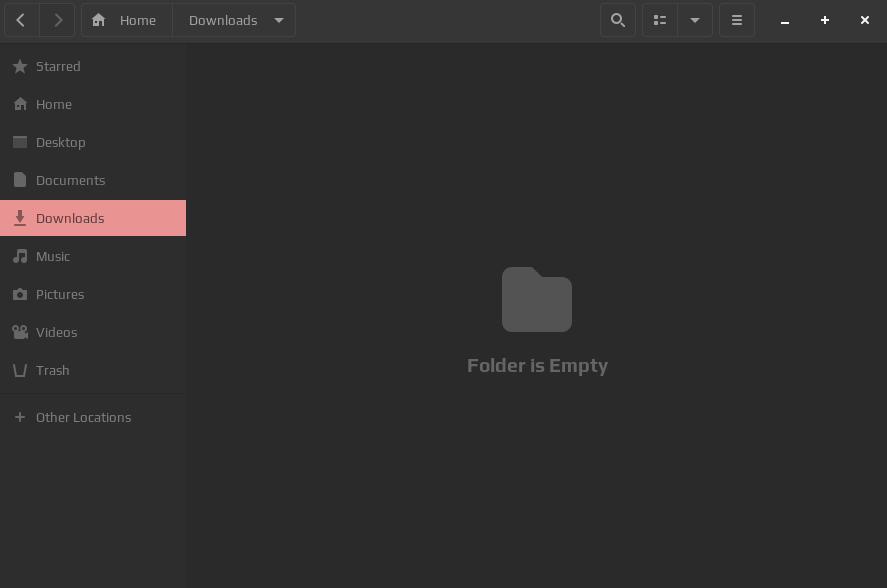 Home
Downloads
Starred
Home
Desktop
Documents
Downloads
Music
Pictures
Videos
Trash
Other Locations
Folder is Empty